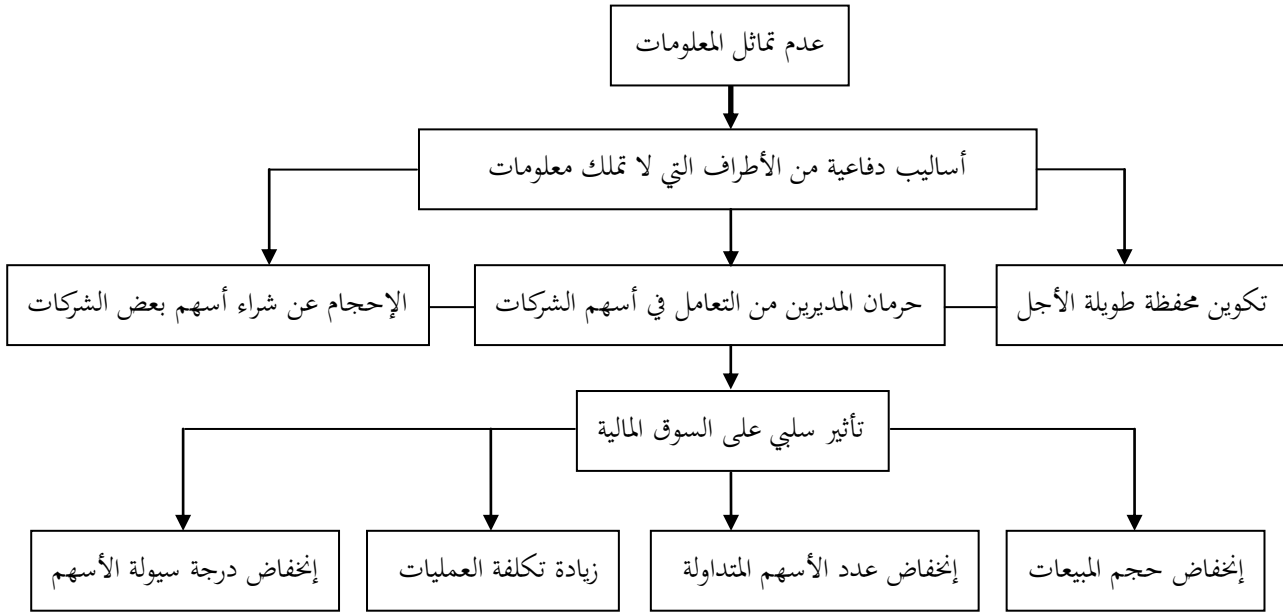 عدم تماثل المعلومات
أساليب دفاعية من الأطراف التي لا تملك معلومات
تكوين محفظة طويلة الأجل
حرمان المديرين من التعامل في أسهم الشركات
الإحجام عن شراء أسهم بعض الشركات
تأثير سلبي على السوق المالية
إنخفاض حجم المبيعات
إنخفاض عدد الأسهم المتداولة
زيادة تكلفة العمليات
إنخفاض درجة سيولة الأسهم